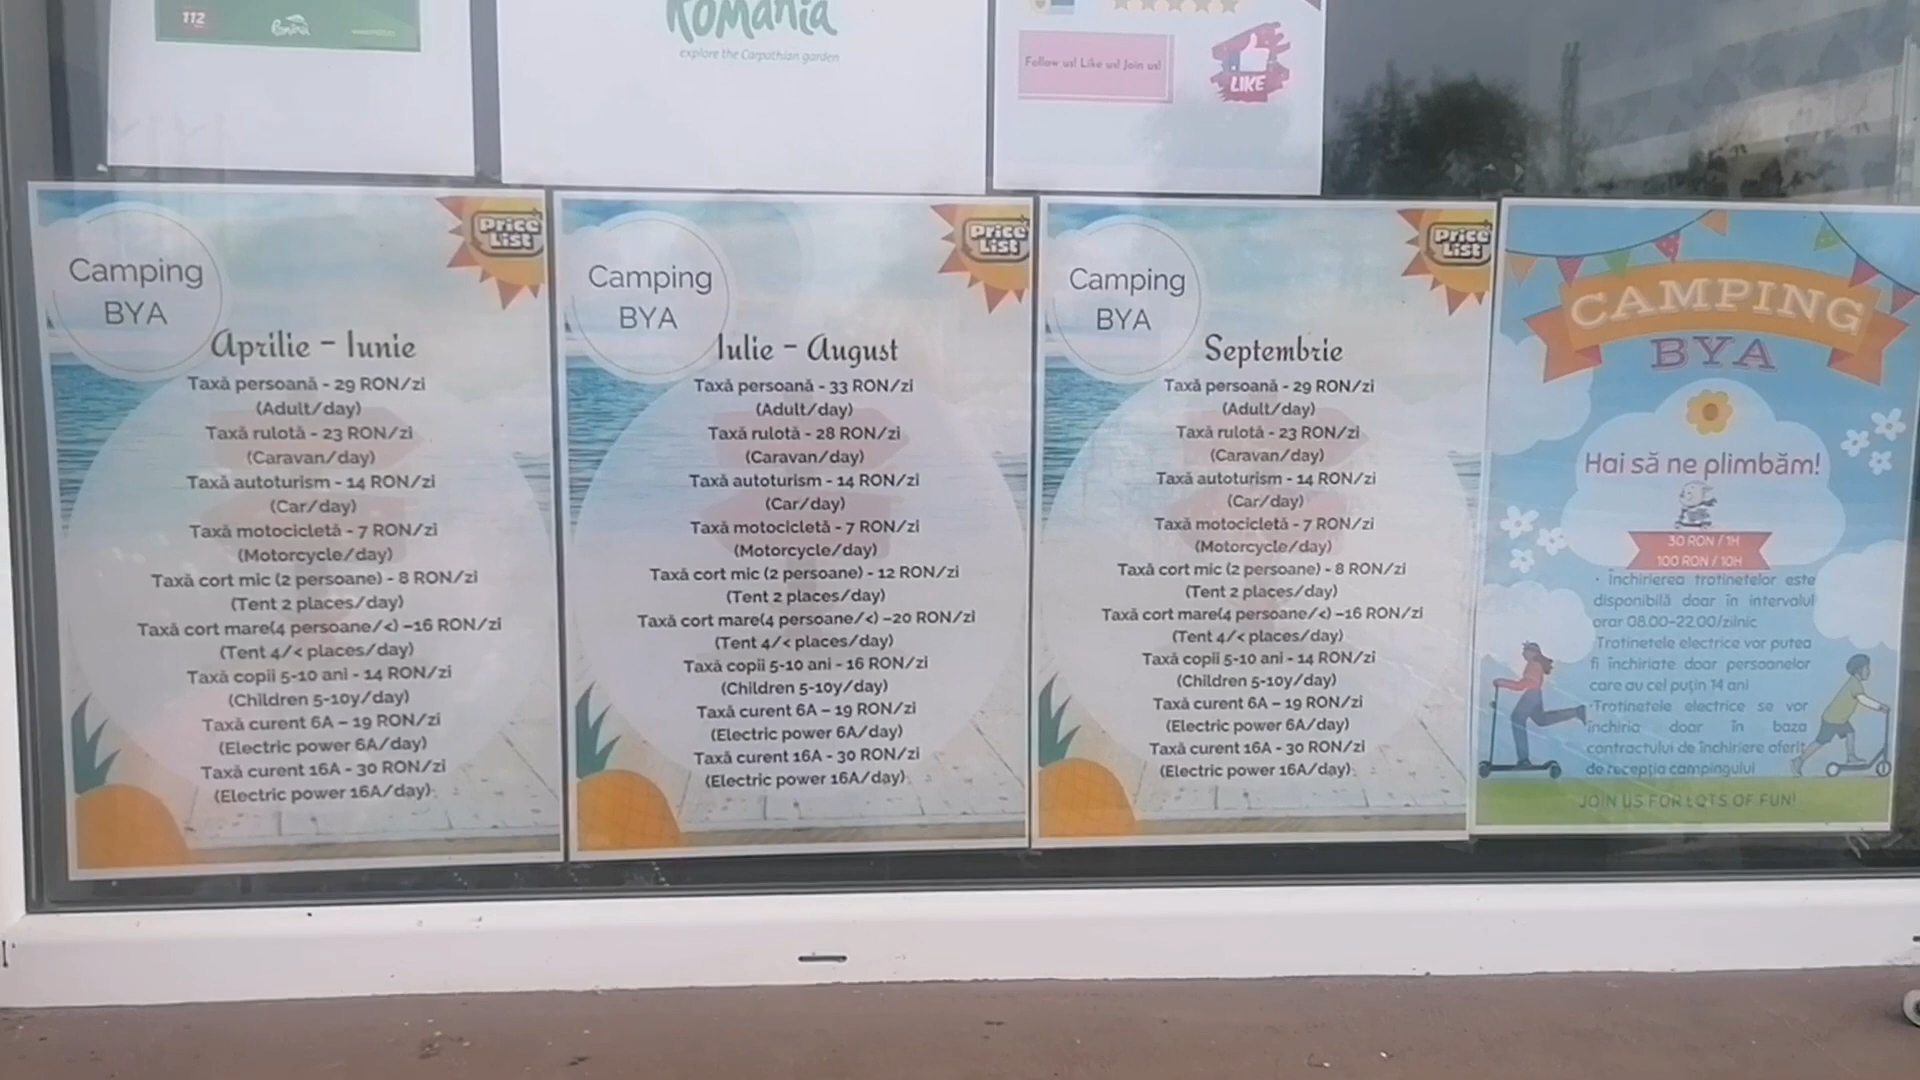 112
România
explore the Carpathian garden
Follow us! Like us! Join us!
LIKE
Price
List
Camping
BYA
Aprilie - Iunie
Taxă persoană - 29 RON/zi
(Adult/day)
Taxă rulotă - 23 RON/zi
(Caravan/day)
Taxă autoturism - 14 RON/zi
(Car/day)
Taxă motocicletă - 7 RON/zi
(Motorcycle/day)
Taxă cort mic (2 persoane) - 8 RON/zi
(Tent 2 places/day)
Taxă cort mare(4 persoane/<) –16 RON/zi
(Tent 4/< places/day)
Taxă copii 5-10 ani - 14 RON/zi
(Children 5-10y/day)
Taxă curent 6A – 19 RON/zi
(Electric power 6A/day)
Taxă curent 16A - 30 RON/zi
(Electric power 16A/day)
Price
List
Camping
BYA
Iulie - August
Taxă persoană - 33 RON/zi
(Adult/day)
Taxă rulotă - 28 RON/zi
(Caravan/day)
Taxă autoturism - 14 RON/zi
(Car/day)
Taxă motocicletă - 7 RON/zi
(Motorcycle/day)
Taxă cort mic (2 persoane) - 12 RON/zi
(Tent 2 places/day)
Taxă cort mare(4 persoane/<) –20 RON/zi
(Tent 4/< places/day)
Taxă copii 5-10 ani - 16 RON/zi
(Children 5-10y/day)
Taxă curent 6A – 19 RON/zi
(Electric power 6A/day)
Taxă curent 16A - 30 RON/zi
(Electric power 16A/day)
Price
List
Camping
BYA
Septembrie
Taxă persoană - 29 RON/zi
(Adult/day)
Taxă rulotă - 23 RON/zi
(Caravan/day)
Taxă autoturism - 14 RON/zi
(Car/day)
Taxă motocicletă - 7 RON/zi
(Motorcycle/day)
Taxă cort mic (2 persoane) - 8 RON/zi
(Tent 2 places/day)
Taxă cort mare(4 persoane/<) –16 RON/zi
(Tent 4/< places/day)
Taxă copii 5-10 ani - 14 RON/zi
(Children 5-10y/day)
Taxă curent 6A – 19 RON/zi
(Electric power 6A/day)
Taxă curent 16A - 30 RON/zi
(Electric power 16A/day)
CAMPING
BYA
Hai să ne plimbăm!
30 RON / 1H
100 RON / 10H
• Închirierea trotinetelor este
disponibilă doar în intervalul
orar 08.00-22.00/zilnic
Trotinetele electrice vor putea
fi închiriate doar persoanelor
care au cel puțin 14 ani
•Trotinetele electrice se vor
închiria doar în baza
contractului de închiriere oferit
de recepția campingului
JOIN US FOR LOTS OF FUN!